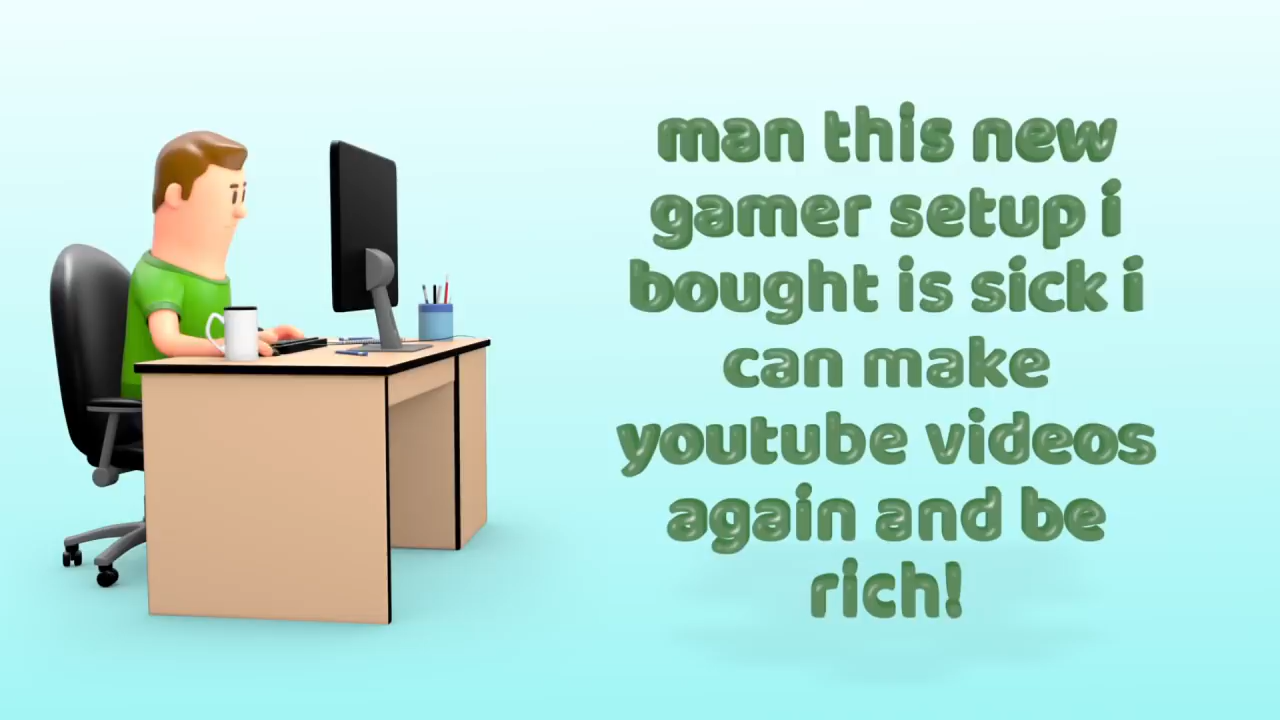 man this new
gamer setup i
bought is sick i
can make
youtube videos
again and be
rich!